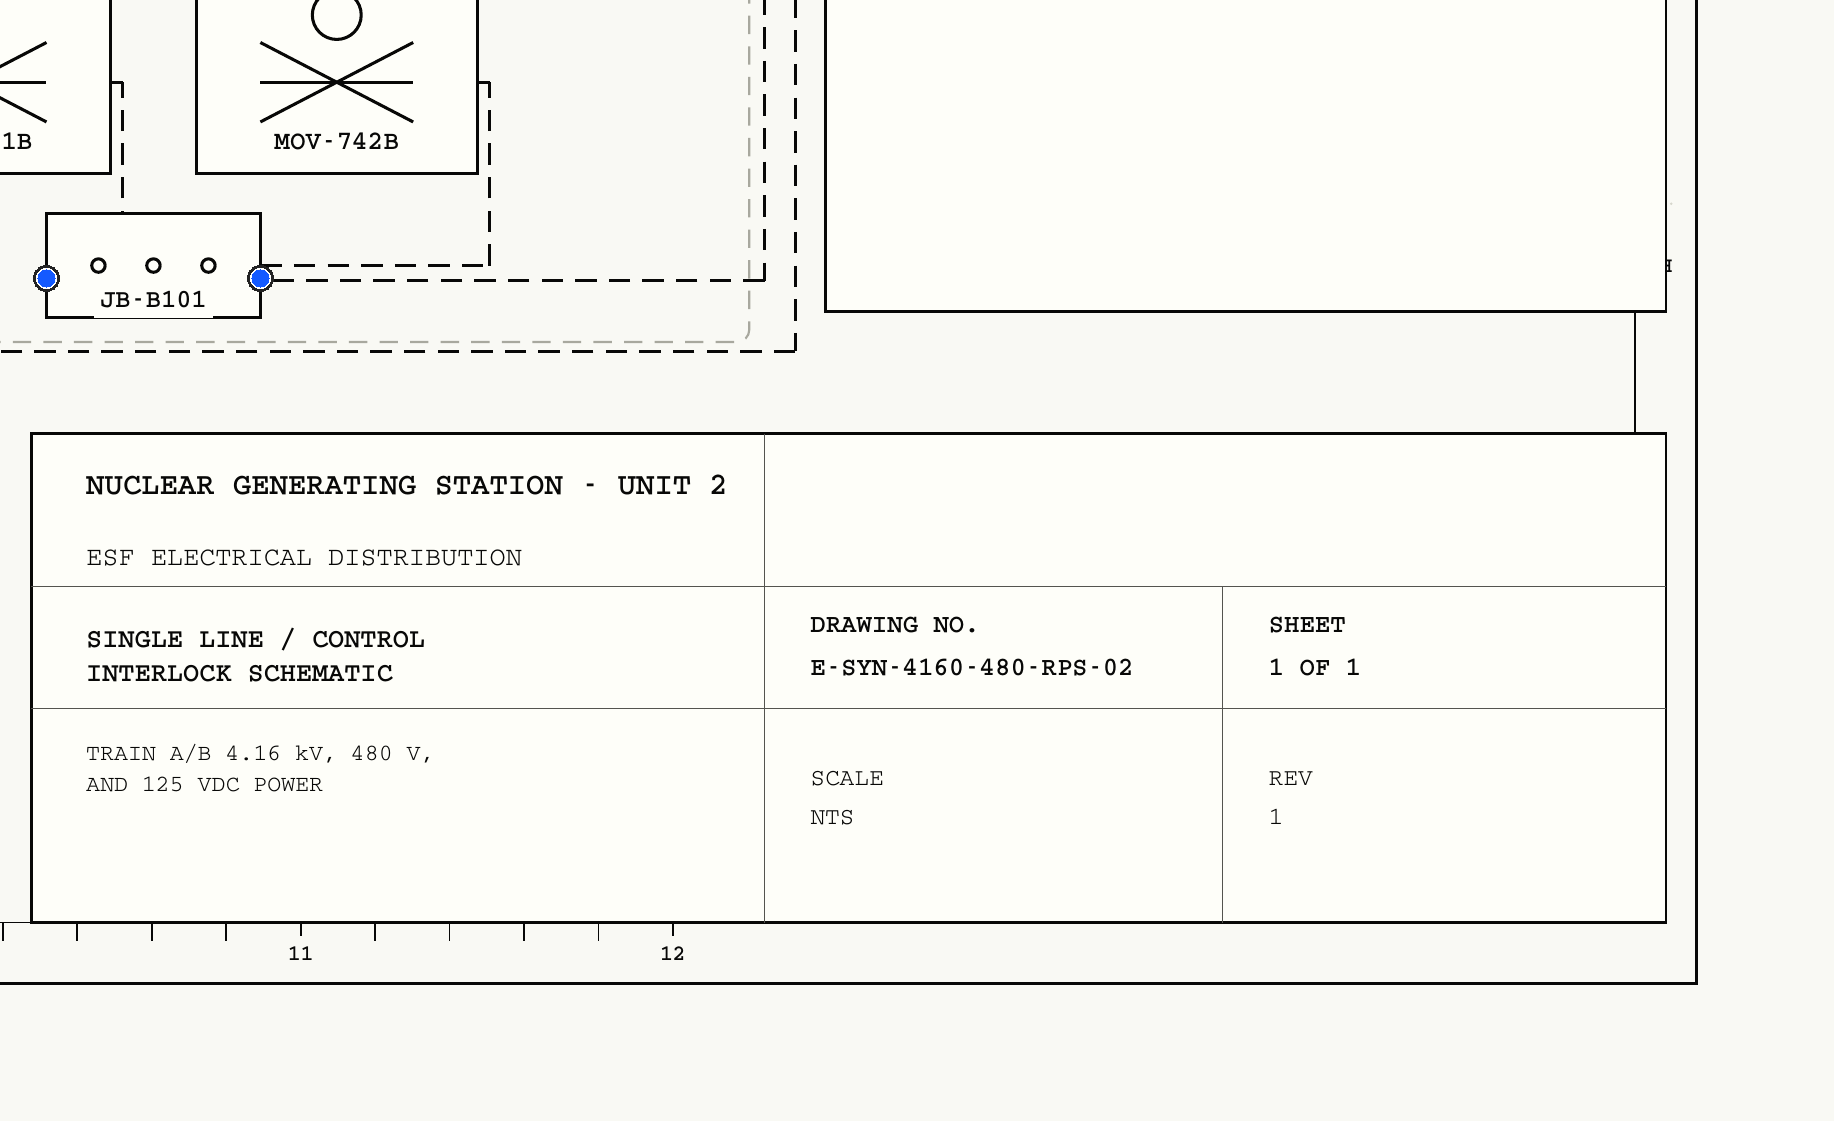 1B
MOV-742B
JB-B101
H
NUCLEAR GENERATING STATION - UNIT 2
ESF ELECTRICAL DISTRIBUTION
SINGLE LINE / CONTROL
INTERLOCK SCHEMATIC
DRAWING NO.
E-SYN-4160-480-RPS-02
SHEET
1 OF 1
TRAIN A/B 4.16 kV, 480 V,
AND 125 VDC POWER
SCALE
NTS
REV
1
11
12